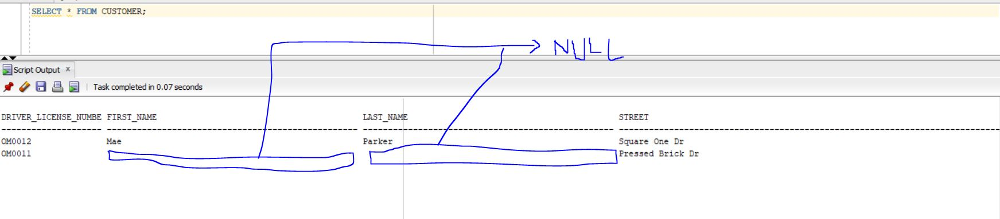 SELECT * FROM CUSTOMER;
NULL
Script Output x
Task completed in 0.07 seconds
DRIVER_LICENSE_NUMBE FIRST_NAME LAST_NAME STREET
OM0012 Mae Parker Square One Dr
OM0011 Pressed Brick Dr